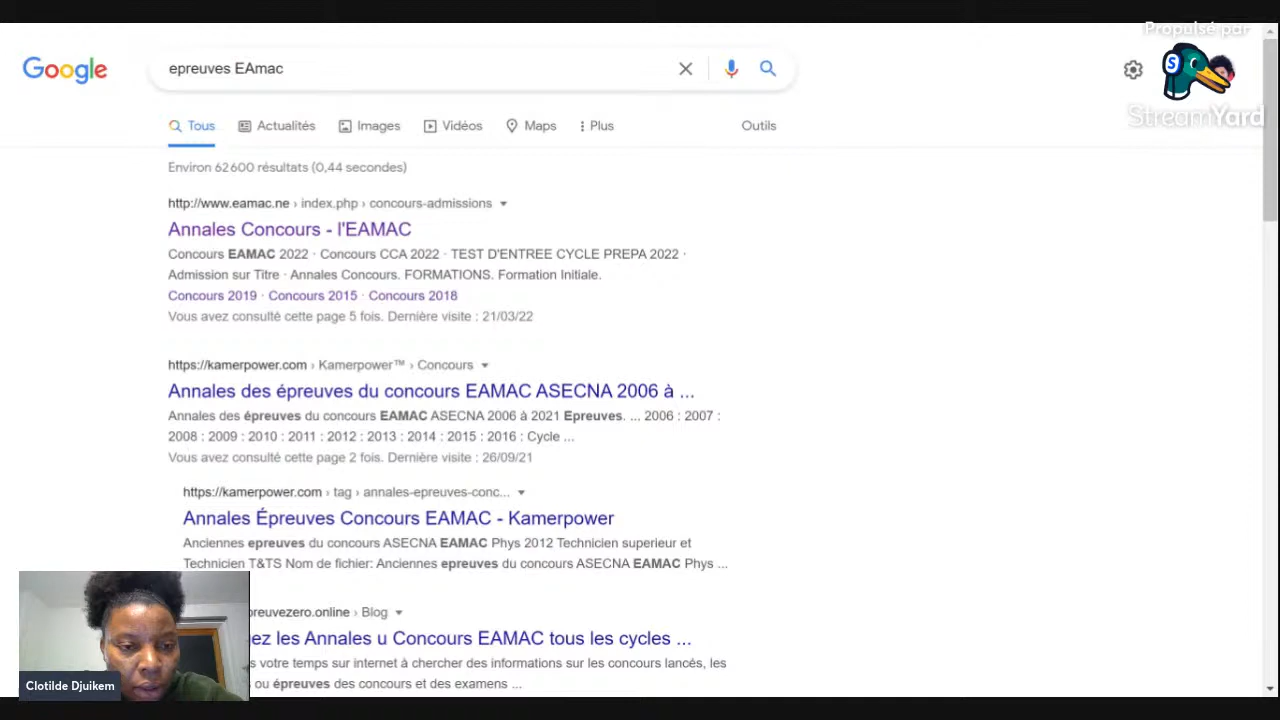 Propulsé par
StreamYard
Google
epreuves EAmac
Tous Actualités Images Vidéos Maps Plus Outils
Environ 62 600 résultats (0,44 secondes)
http://www.eamac.ne › index.php › concours-admissions
Annales Concours - l'EAMAC
Concours EAMAC 2022 · Concours CCA 2022 · TEST D'ENTREE CYCLE PREPA 2022 ·
Admission sur Titre · Annales Concours. FORMATIONS. Formation Initiale.
Concours 2019 · Concours 2015 · Concours 2018
Vous avez consulté cette page 5 fois. Dernière visite : 21/03/22
https://kamerpower.com › Kamerpower™ › Concours
Annales des épreuves du concours EAMAC ASECNA 2006 à ...
Annales des épreuves du concours EAMAC ASECNA 2006 à 2021 Epreuves. ... 2006 : 2007 :
2008 : 2009 : 2010 : 2011 : 2012 : 2013 : 2014 : 2015 : 2016 : Cycle ...
Vous avez consulté cette page 2 fois. Dernière visite : 26/09/21
https://kamerpower.com › tag › annales-epreuves-conc...
Annales Épreuves Concours EAMAC - Kamerpower
Anciennes epreuves du concours ASECNA EAMAC Phys 2012 Technicien superieur et
Technicien T&TS Nom de fichier: Anciennes epreuves du concours ASECNA EAMAC Phys ...
reuvezero.online › Blog
ez les Annales u Concours EAMAC tous les cycles ...
s votre temps sur internet à chercher des informations sur les concours lancés, les
ou épreuves des concours et des examens ...
Clotilde Djuikem